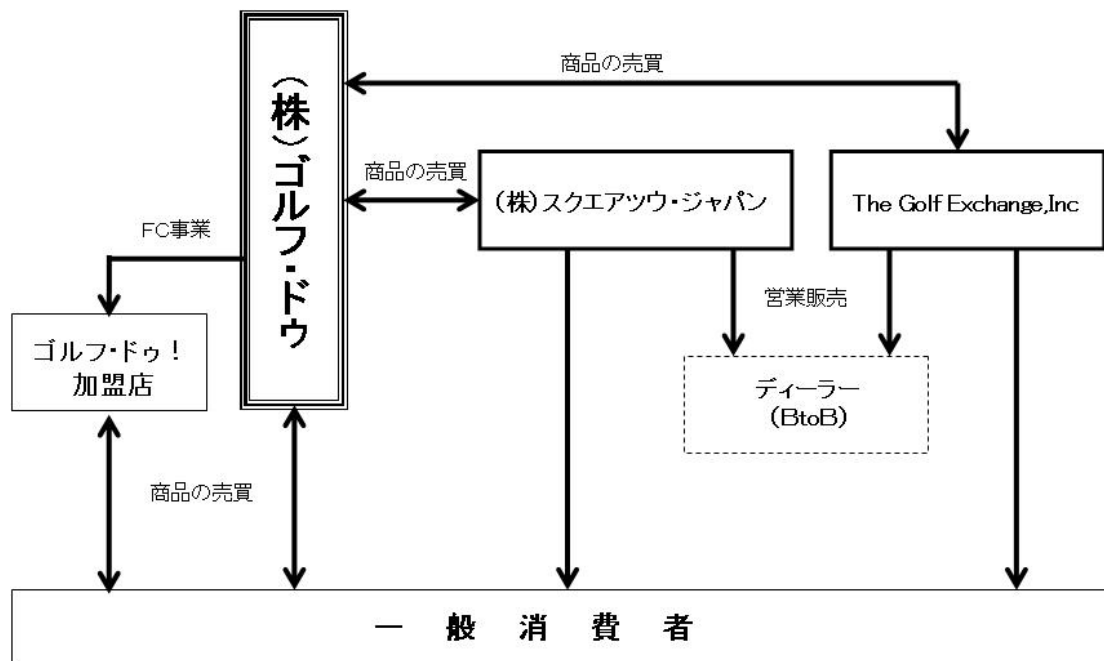 商品の売買
(株)ゴルフ・ドゥ
商品の売買
(株)スクエアツウ・ジャパン
The Golf Exchange,Inc
FC事業
営業販売
ゴルフ・ドゥ！
加盟店
ディーラー
(BtoB)
商品の売買
一般消費者